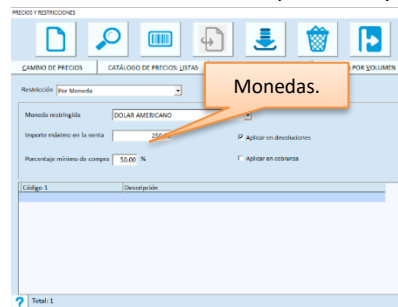 PRECIOS Y RESTRICCIONES
CAMBIO DE PRECIOS CATÁLOGO DE PRECIOS: LISTAS POR VOLUMEN
Monedas.
Restricción Por Moneda
Moneda restringida DOLAR AMERICANO
Importe máximo en la venta 250.00 Aplicar en devoluciones
Porcentaje mínimo de compra 50.00 % Aplicar en cobranza
Código 1 Descripción
? Total: 1